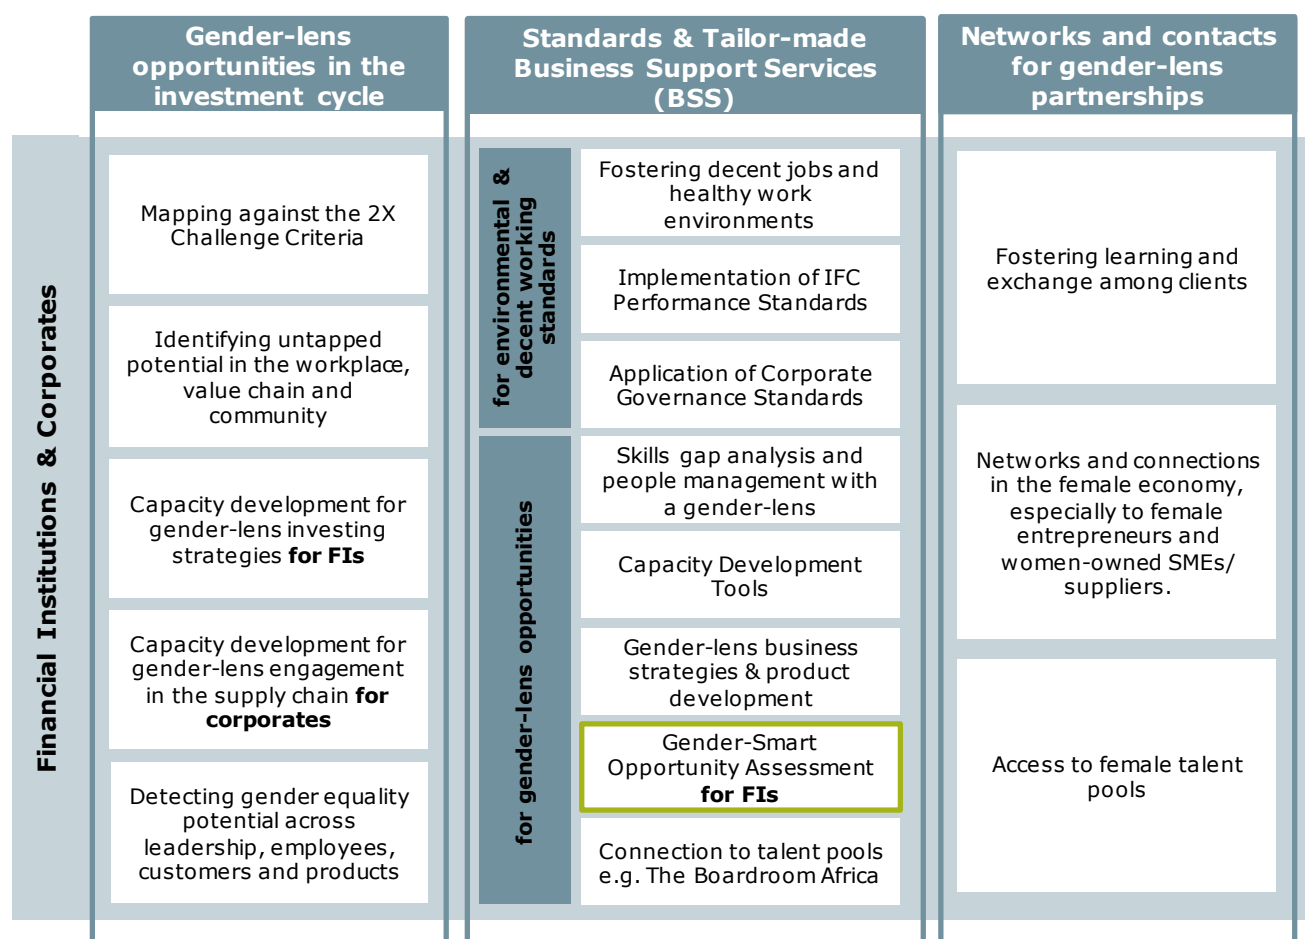 Gender-lens
opportunities in the
investment cycle
Standards & Tailor-made
Business Support Services
(BSS)
Networks and contacts
for gender-lens
partnerships
Financial Institutions & Corporates
Mapping against the 2X
Challenge Criteria
Identifying untapped
potential in the workplace,
value chain and
community
Capacity development for
gender-lens investing
strategies for FIs
Capacity development for
gender-lens engagement
in the supply chain for
corporates
Detecting gender equality
potential across
leadership, employees,
customers and products
for environmental &
decent working
standards
Fostering decent jobs and
healthy work
environments
Implementation of IFC
Performance Standards
Application of Corporate
Governance Standards
for gender-lens opportunities
Skills gap analysis and
people management with
a gender-lens
Capacity Development
Tools
Gender-lens business
strategies & product
development
Gender-Smart
Opportunity Assessment
for FIs
Connection to talent pools
e.g. The Boardroom Africa
Fostering learning and
exchange among clients
Networks and connections
in the female economy,
especially to female
entrepreneurs and
women-owned SMEs/
suppliers.
Access to female talent
pools